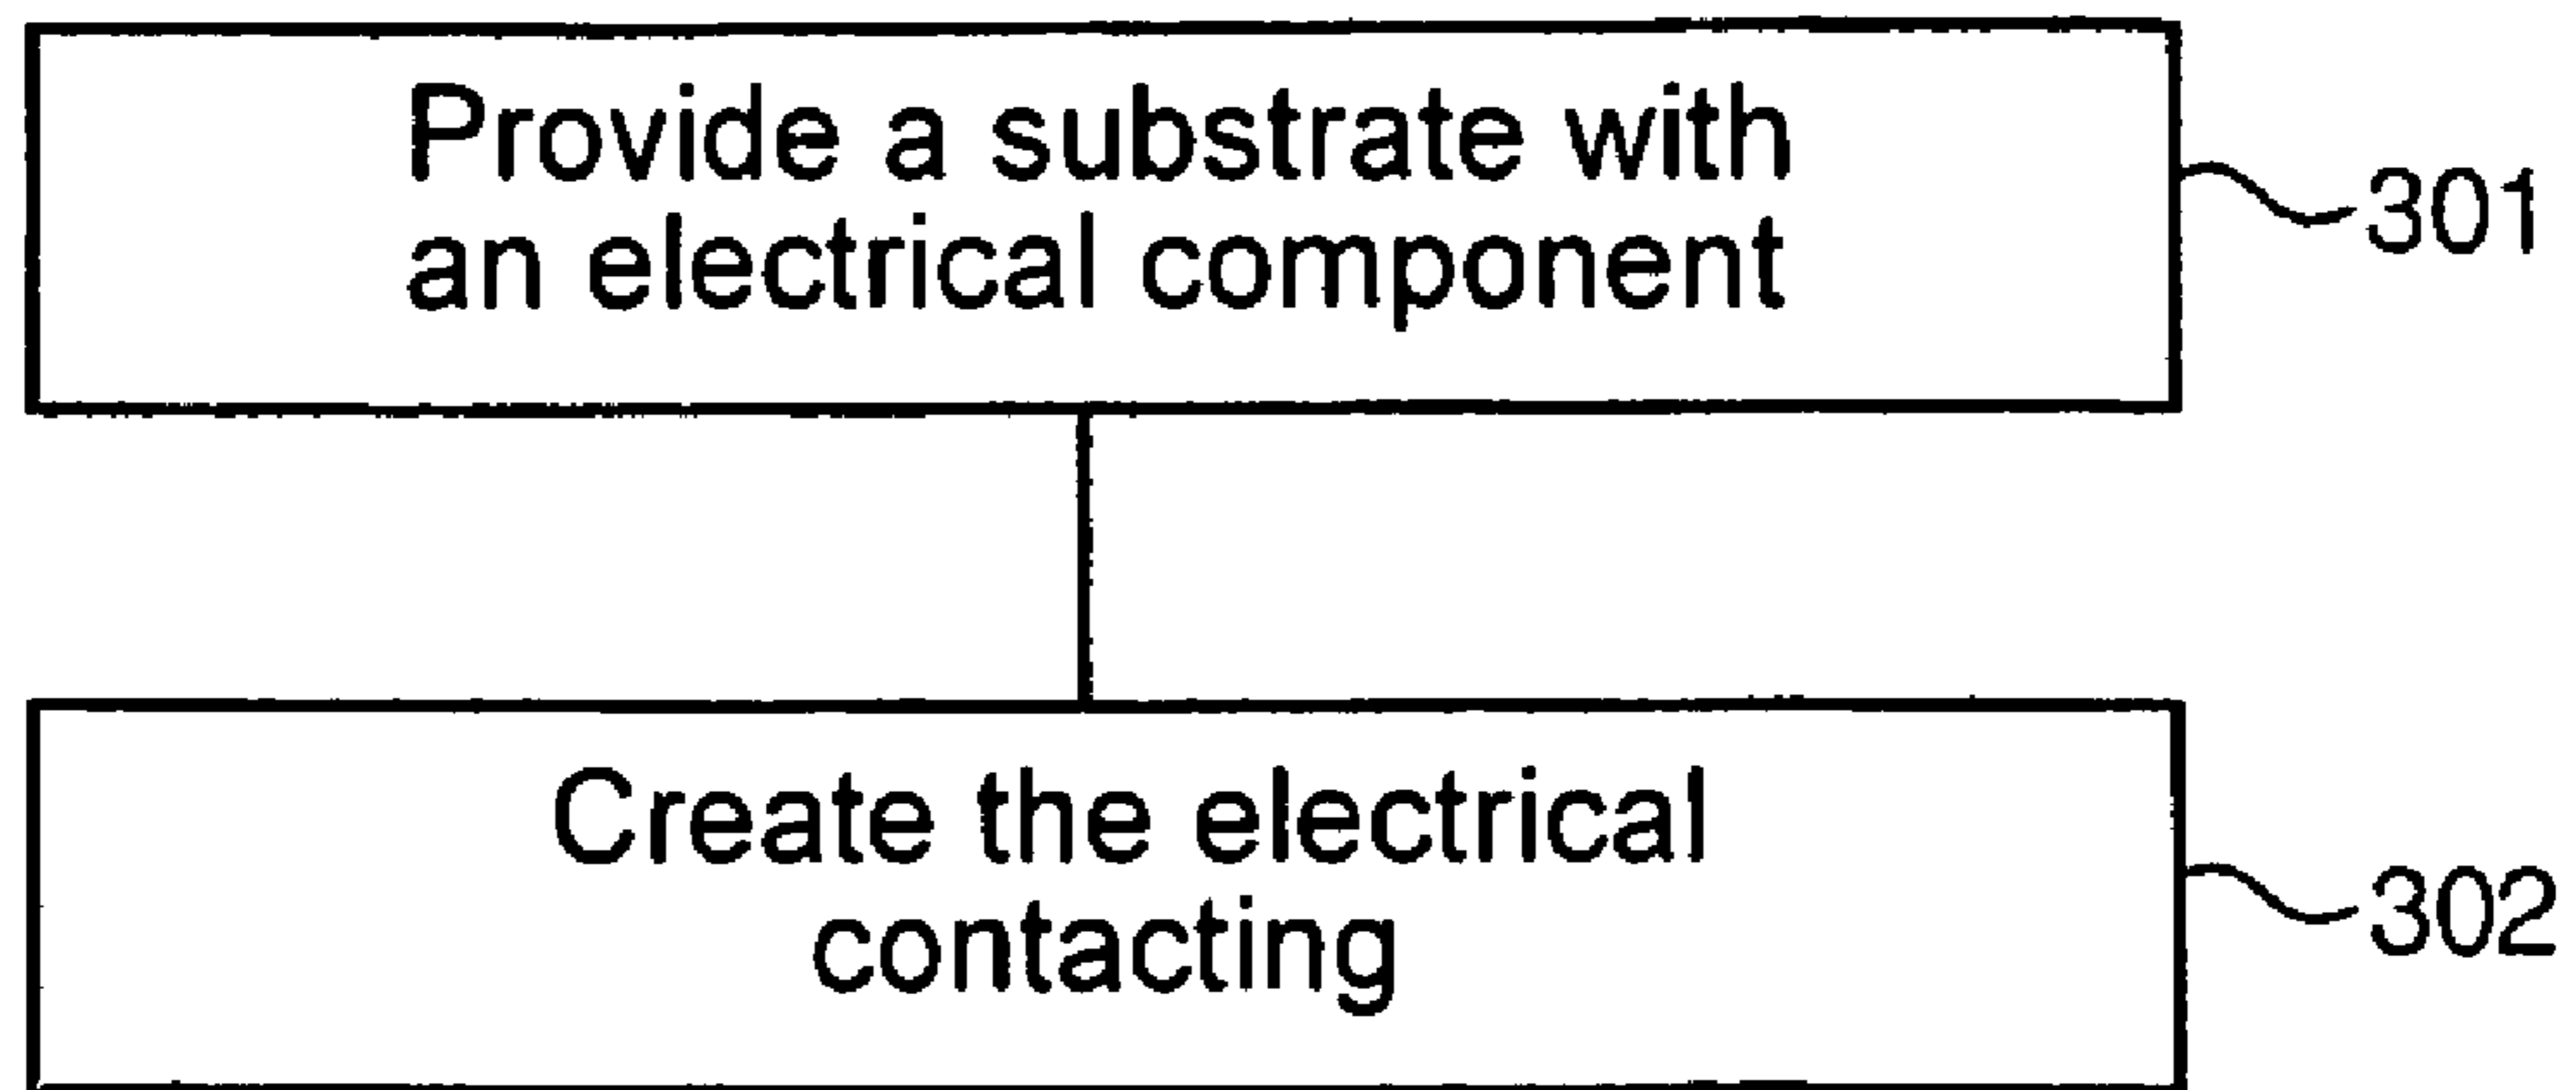 Provide a substrate with
an electrical component
301
Create the electrical
contacting
302